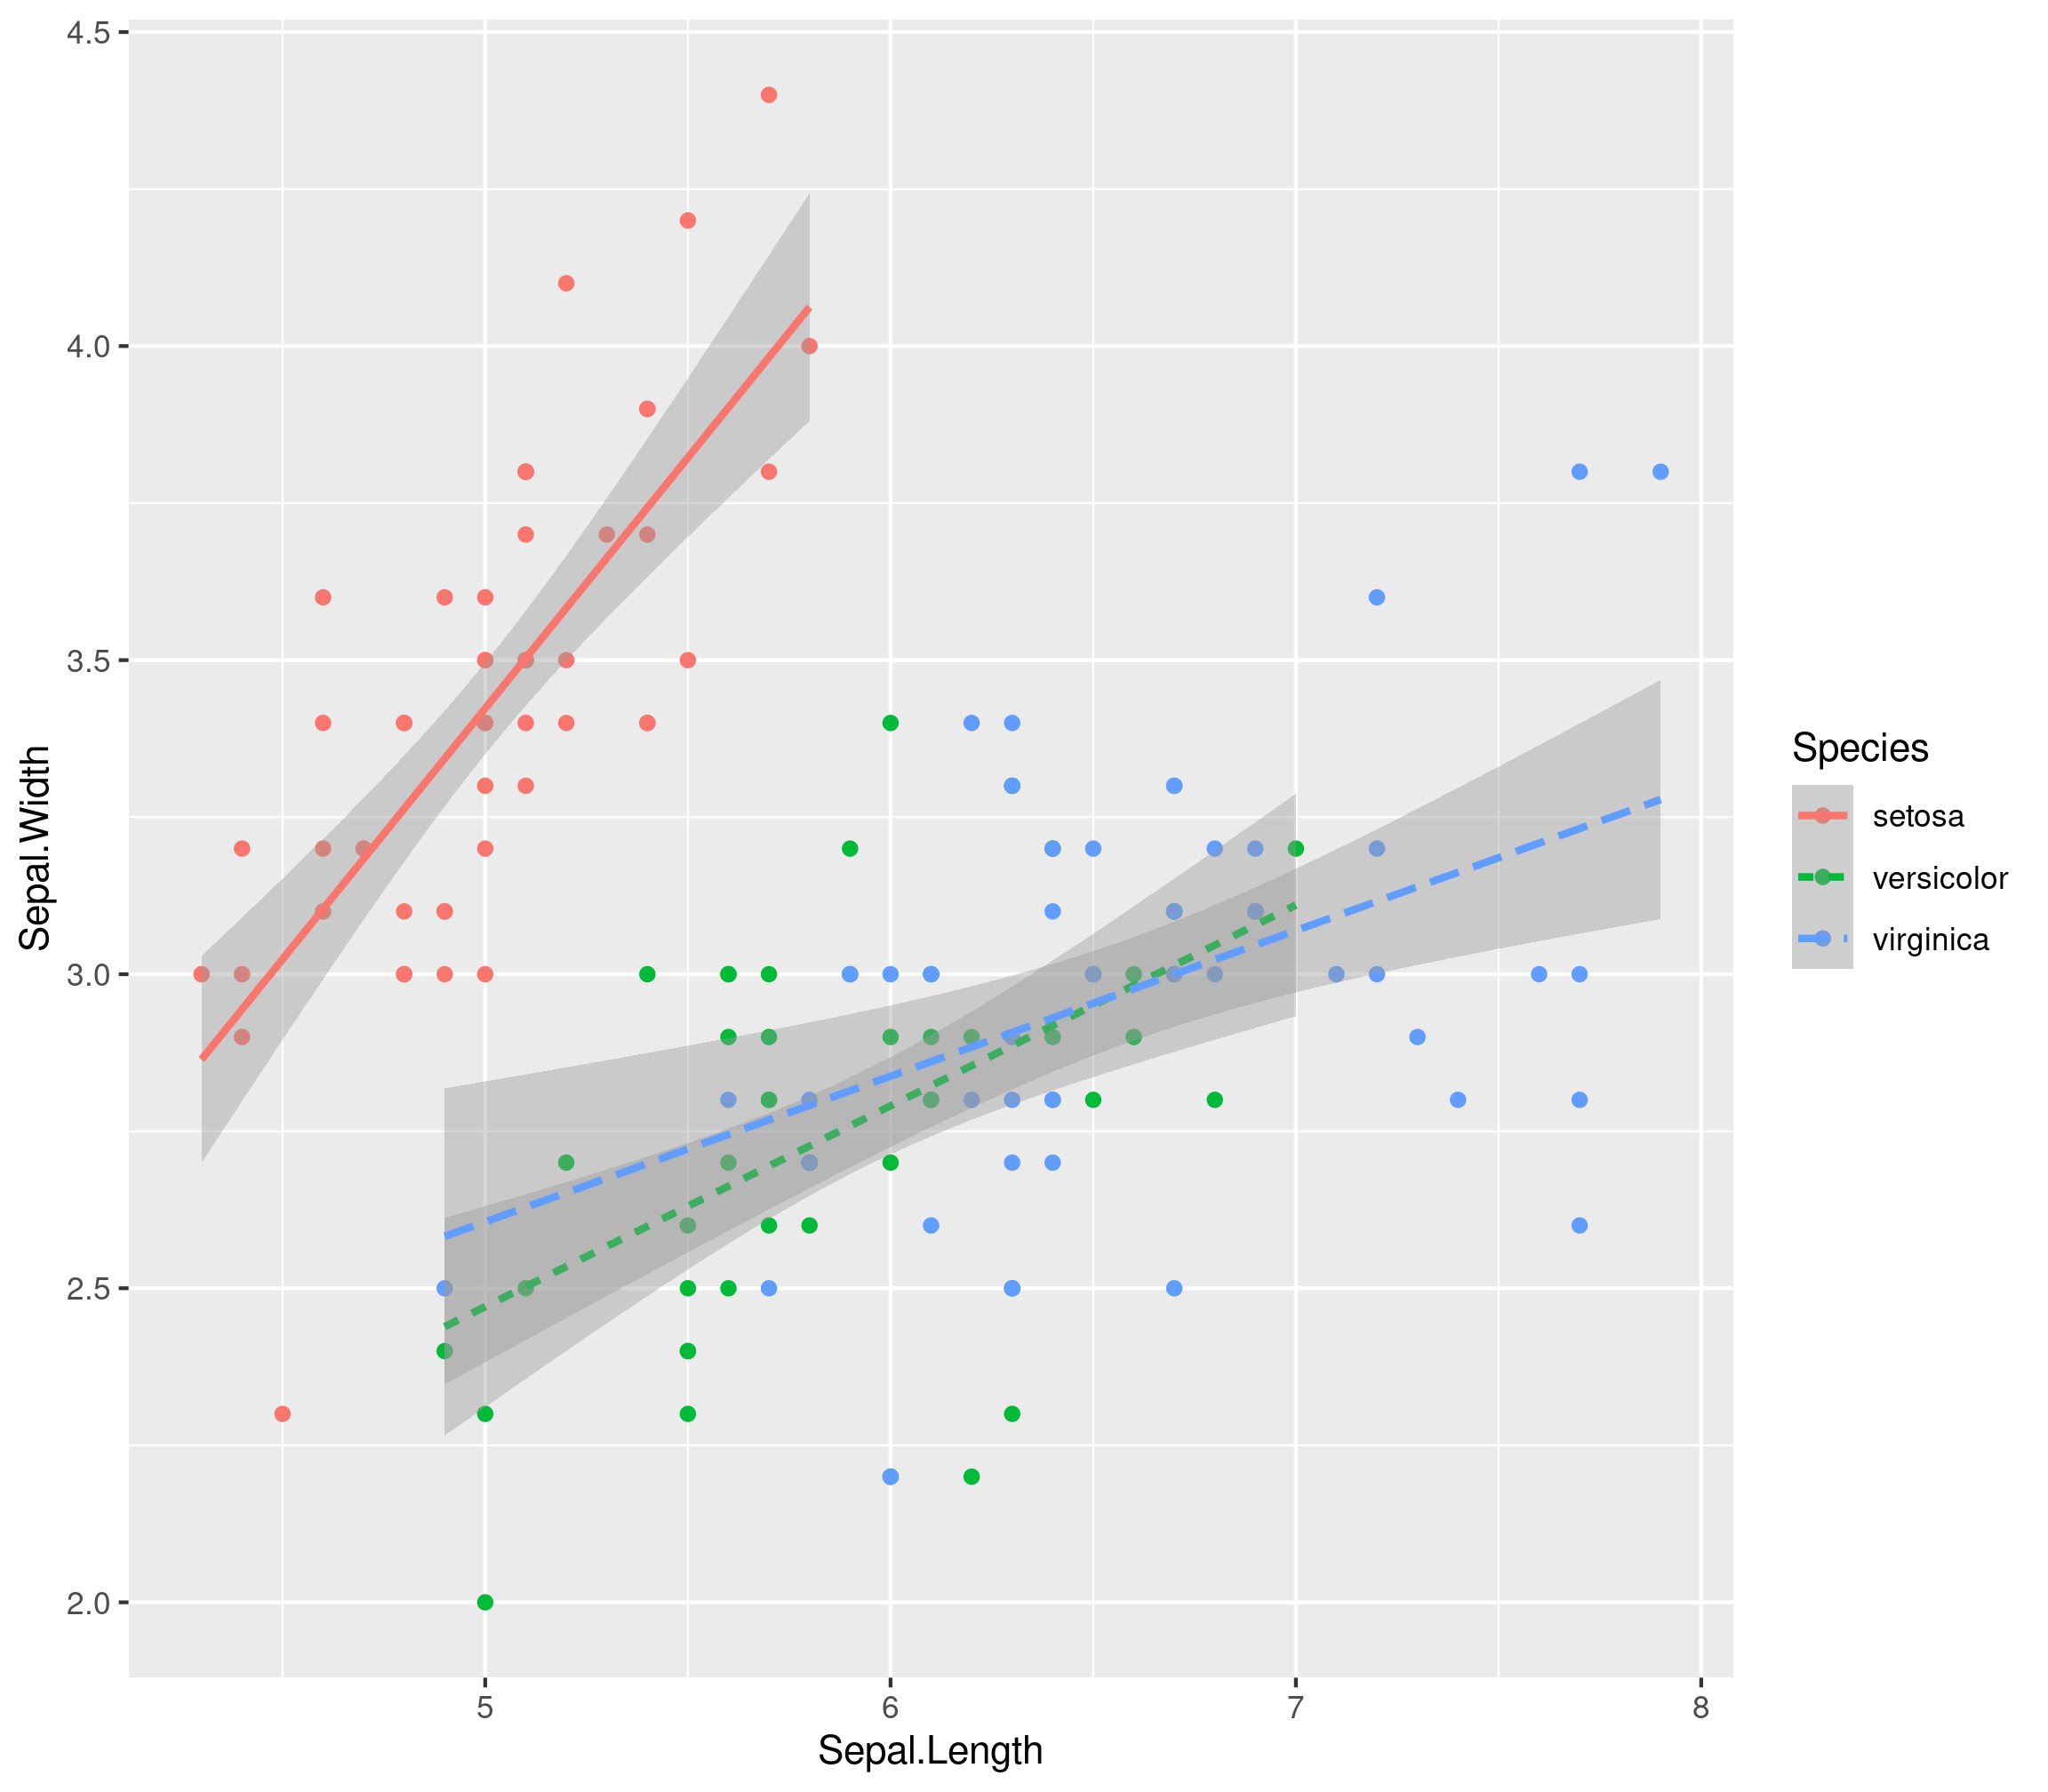 Sepal.Width
4.5
4.0
3.5
3.0
2.5
2.0
5 6 7 8
Sepal.Length
Species
setosa
versicolor
virginica